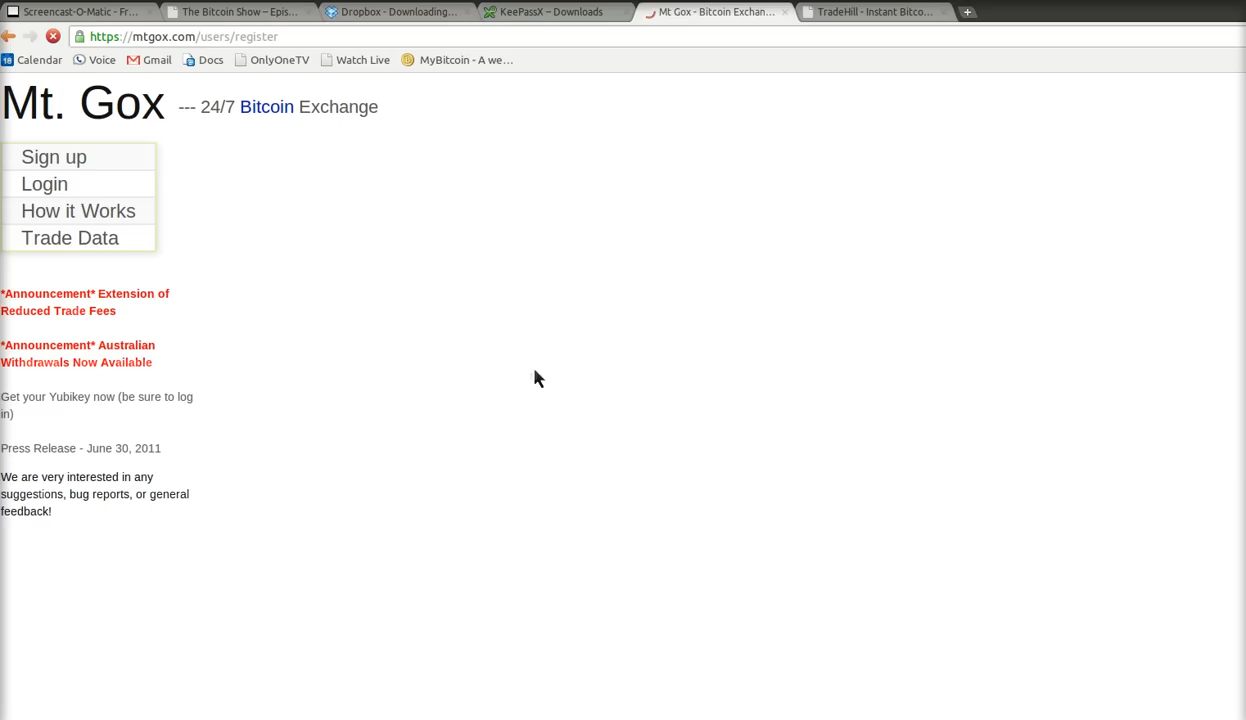 Screencast-O-Matic - Fr...
The Bitcoin Show – Epis...
Dropbox - Downloading...
KeePassX – Downloads
Mt Gox - Bitcoin Exchan...
TradeHill - Instant Bitco...
https://mtgox.com/users/register
18 Calendar
Voice
Gmail
Docs
OnlyOneTV
Watch Live
MyBitcoin - A we...
Mt. Gox --- 24/7 Bitcoin Exchange
Sign up
Login
How it Works
Trade Data
*Announcement* Extension of
Reduced Trade Fees
*Announcement* Australian
Withdrawals Now Available
Get your Yubikey now (be sure to log
in)
Press Release - June 30, 2011
We are very interested in any
suggestions, bug reports, or general
feedback!